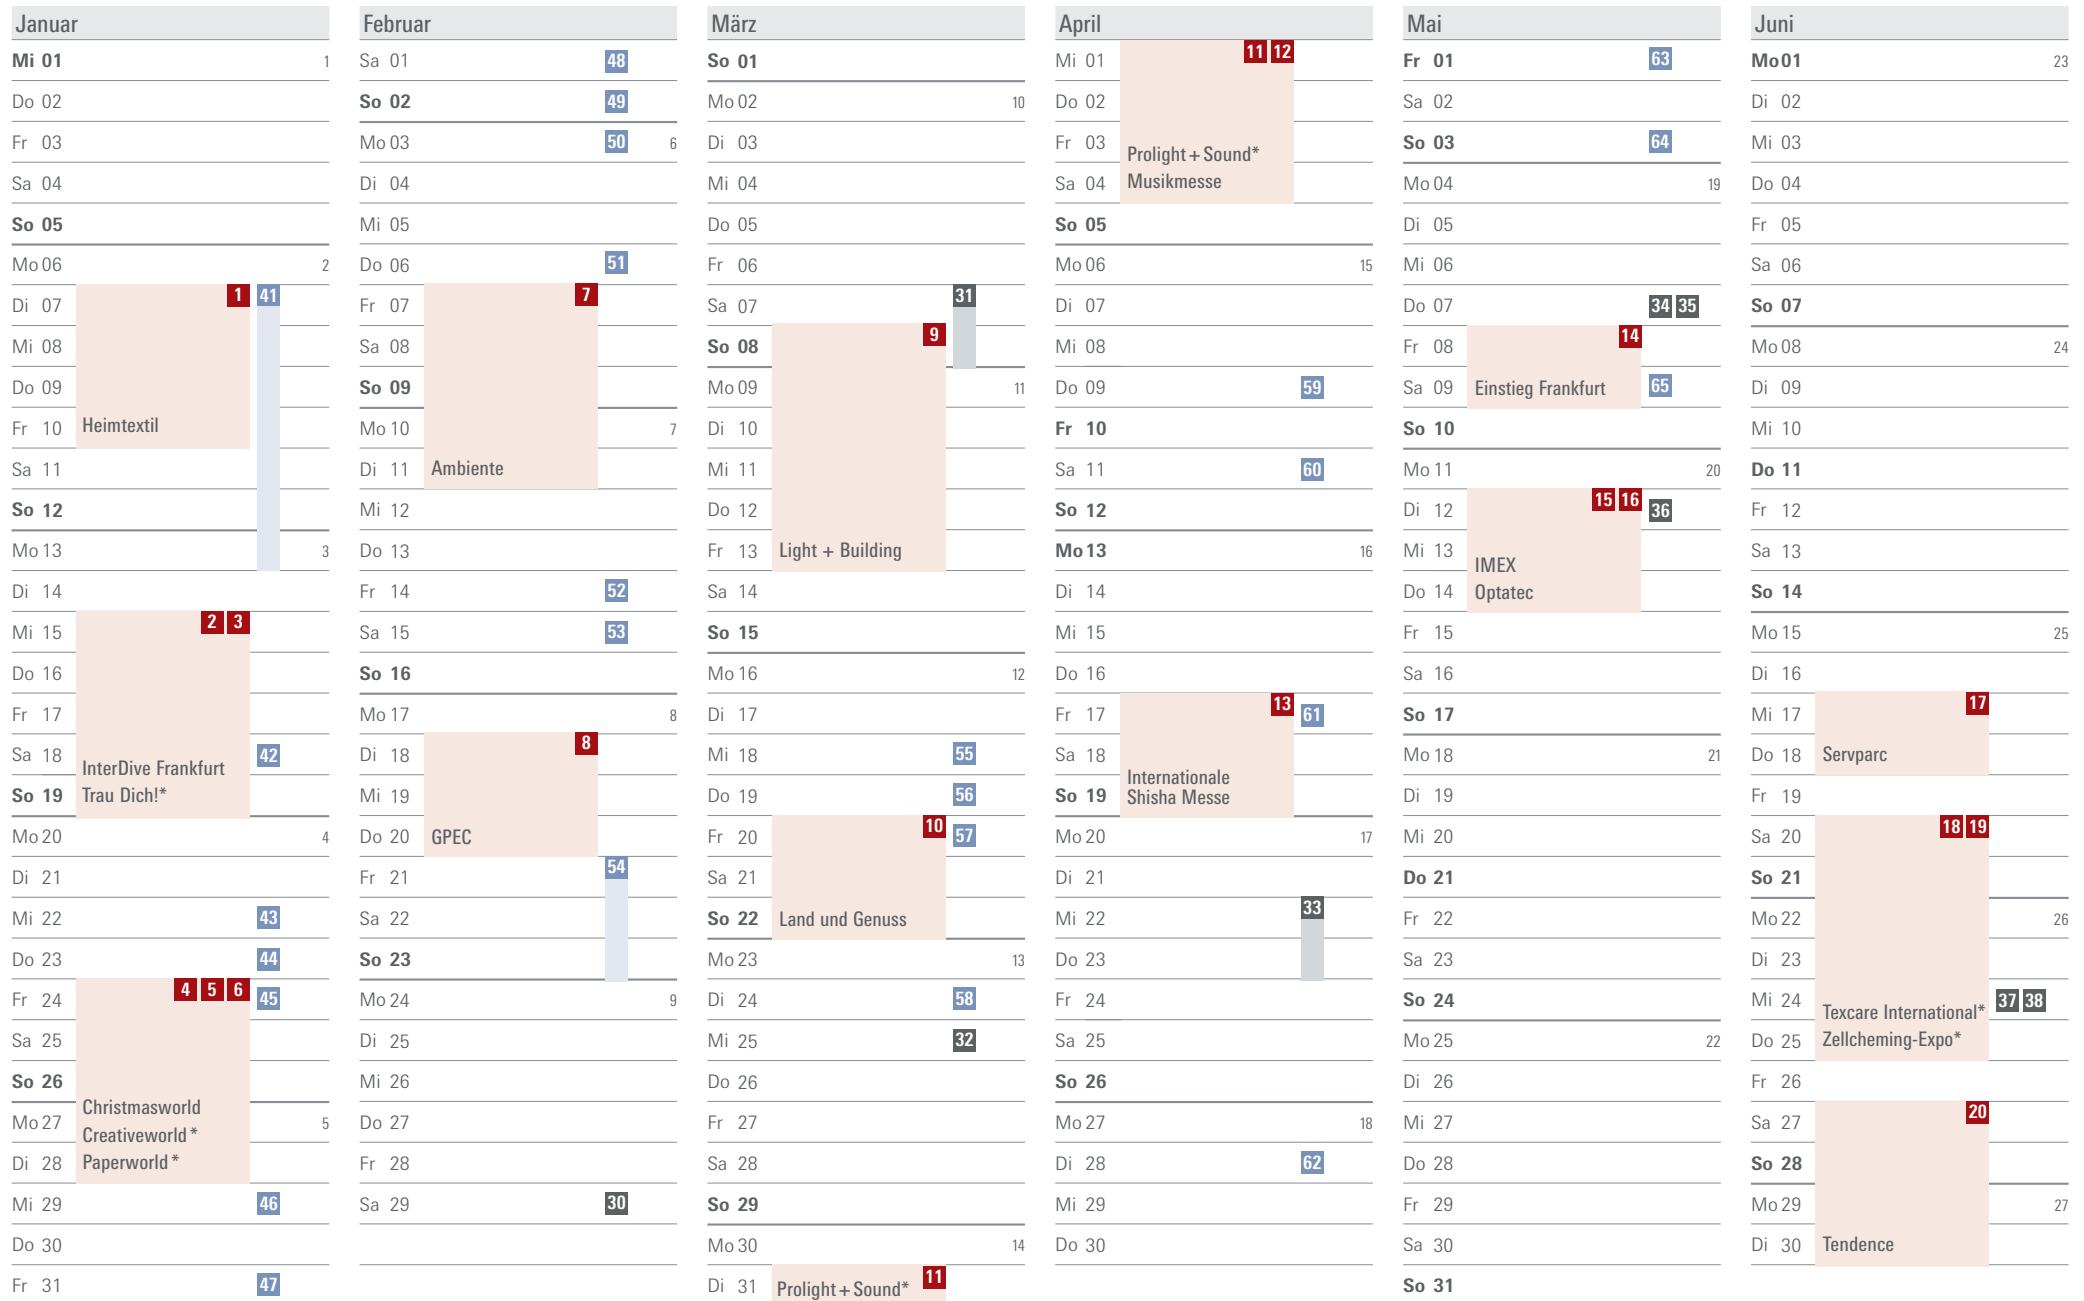 Januar
Mi 01 1
Do 02
Fr 03
Sa 04
So 05
Mo 06 2
Di 07 1 41
Mi 08
Do 09
Fr 10 Heimtextil
Sa 11
So 12
Mo 13 3
Di 14
Mi 15 2 3
Do 16
Fr 17
Sa 18 InterDive Frankfurt 42
So 19 Trau Dich!*
Mo 20 4
Di 21
Mi 22 43
Do 23 44
Fr 24 4 5 6 45
Sa 25
So 26
Christmasworld
Mo 27 Creativeworld * 5
Di 28 Paperworld *
Mi 29 46
Do 30
Fr 31 47
Februar
Sa 01 48
So 02 49
Mo 03 50 6
Di 04
Mi 05
Do 06 51
Fr 07 7
Sa 08
So 09
Mo 10 7
Di 11 Ambiente
Mi 12
Do 13
Fr 14 52
Sa 15 53
So 16
Mo 17 8
Di 18 8
Mi 19
Do 20 GPEC
Fr 21 54
Sa 22
So 23
Mo 24 9
Di 25
Mi 26
Do 27
Fr 28
Sa 29 30
März
So 01
Mo 02 10
Di 03
Mi 04
Do 05
Fr 06
Sa 07 31
So 08 9
Mo 09 11
Di 10
Mi 11
Do 12
Fr 13 Light + Building
Sa 14
So 15
Mo 16 12
Di 17
Mi 18 55
Do 19 56
Fr 20 10 57
Sa 21
So 22 Land und Genuss
Mo 23 13
Di 24 58
Mi 25 32
Do 26
Fr 27
Sa 28
So 29
Mo 30 14
Di 31 Prolight + Sound* 11
April
Mi 01 11 12
Do 02
Fr 03 Prolight + Sound*
Sa 04 Musikmesse
So 05
Mo 06 15
Di 07
Mi 08
Do 09 59
Fr 10
Sa 11 60
So 12
Mo 13 16
Di 14
Mi 15
Do 16
Fr 17 13 61
Sa 18
Internationale
So 19 Shisha Messe
Mo 20 17
Di 21
Mi 22 33
Do 23
Fr 24
Sa 25
So 26
Mo 27 18
Di 28 62
Mi 29
Do 30
Mai
Fr 01 63
Sa 02
So 03 64
Mo 04 19
Di 05
Mi 06
Do 07 34 35
Fr 08 14
Sa 09 Einstieg Frankfurt 65
So 10
Mo 11 20
Di 12 15 16 36
Mi 13 IMEX
Do 14 Optatec
Fr 15
Sa 16
So 17
Mo 18 21
Di 19
Mi 20
Do 21
Fr 22
Sa 23
So 24
Mo 25 22
Di 26
Mi 27
Do 28
Fr 29
Sa 30
So 31
Juni
Mo 01 23
Di 02
Mi 03
Do 04
Fr 05
Sa 06
So 07
Mo 08 24
Di 09
Mi 10
Do 11
Fr 12
Sa 13
So 14
Mo 15 25
Di 16
Mi 17 17
Do 18 Servparc
Fr 19
Sa 20 18 19
So 21
Mo 22 26
Di 23
Mi 24 Texcare International* 37 38
Do 25 Zellcheming-Expo*
Fr 26
Sa 27 20
So 28
Mo 29 27
Di 30 Tendence